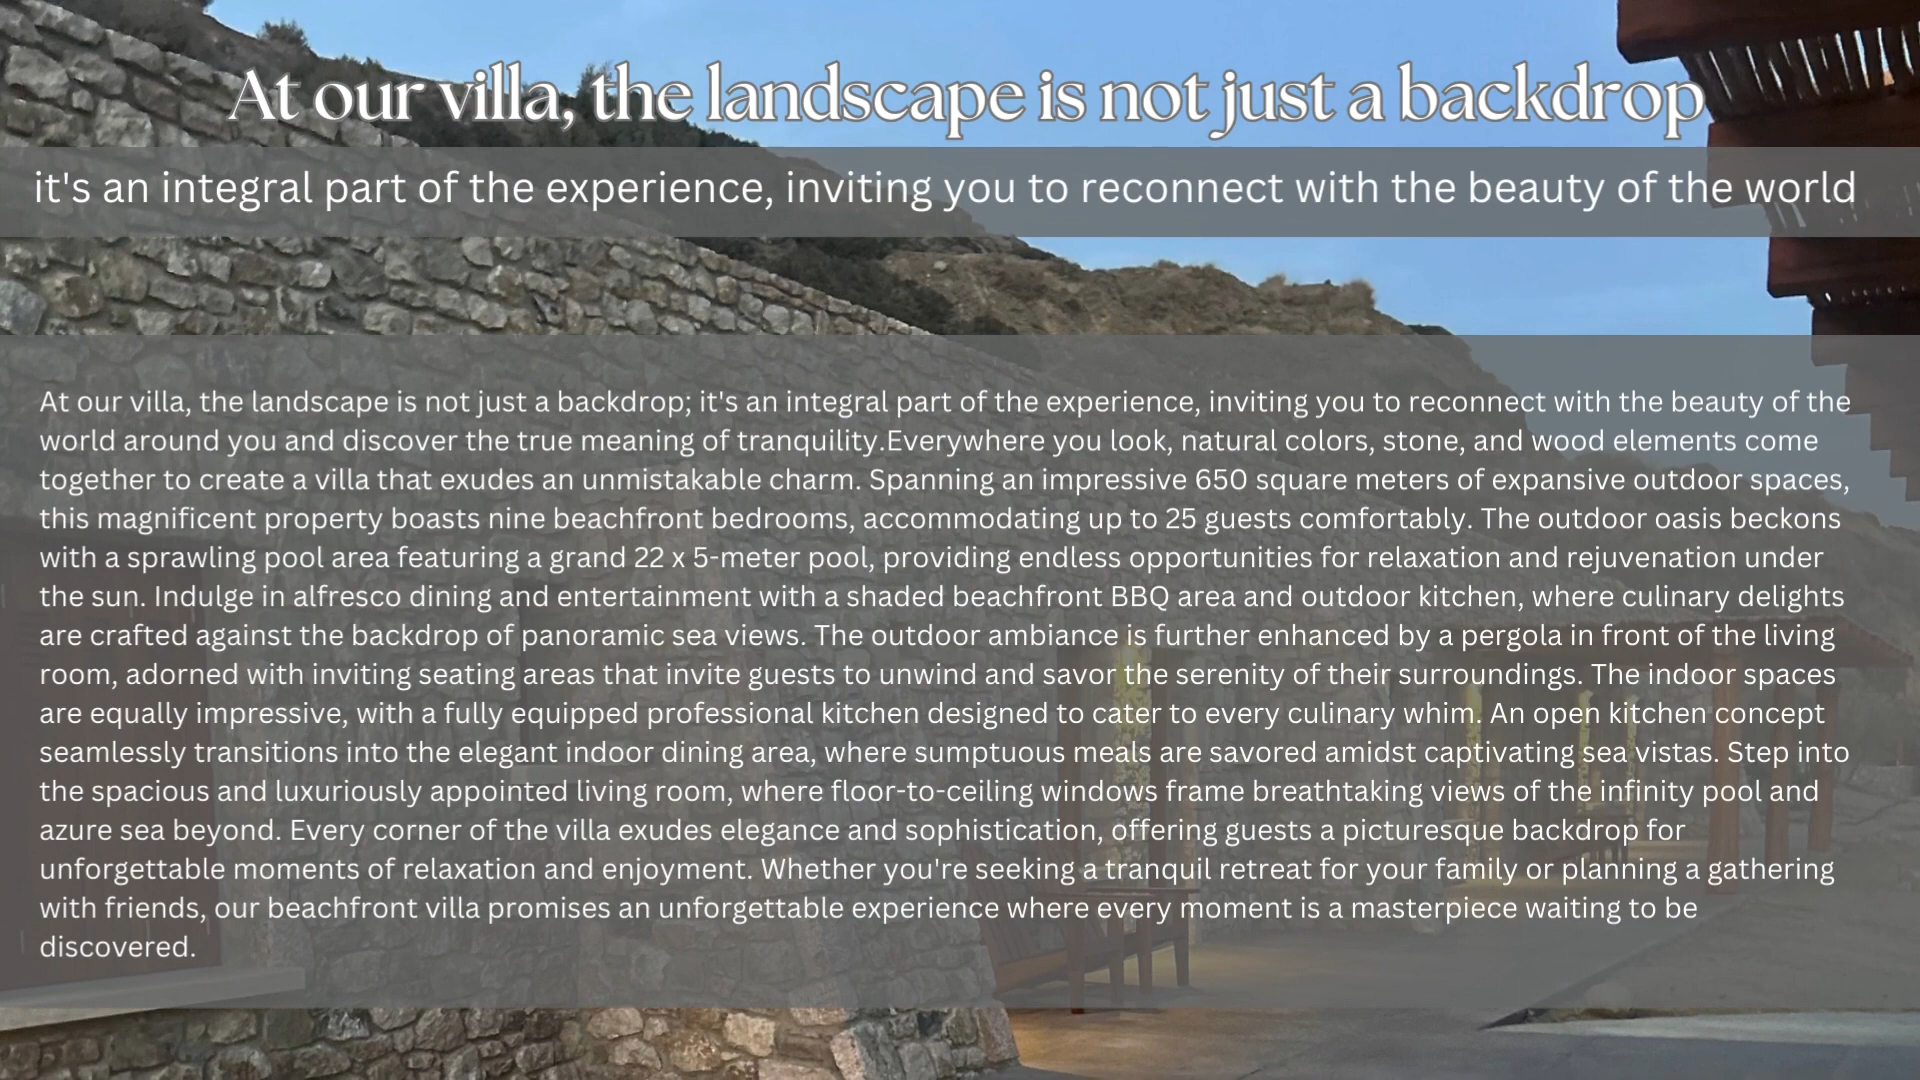 At our villa, the landscape is not just a backdrop
it's an integral part of the experience, inviting you to reconnect with the beauty of the world
At our villa, the landscape is not just a backdrop; it's an integral part of the experience, inviting you to reconnect with the beauty of the
world around you and discover the true meaning of tranquility.Everywhere you look, natural colors, stone, and wood elements come
together to create a villa that exudes an unmistakable charm. Spanning an impressive 650 square meters of expansive outdoor spaces,
this magnificent property boasts nine beachfront bedrooms, accommodating up to 25 guests comfortably. The outdoor oasis beckons
with a sprawling pool area featuring a grand 22 x 5-meter pool, providing endless opportunities for relaxation and rejuvenation under
the sun. Indulge in alfresco dining and entertainment with a shaded beachfront BBQ area and outdoor kitchen, where culinary delights
are crafted against the backdrop of panoramic sea views. The outdoor ambiance is further enhanced by a pergola in front of the living
room, adorned with inviting seating areas that invite guests to unwind and savor the serenity of their surroundings. The indoor spaces
are equally impressive, with a fully equipped professional kitchen designed to cater to every culinary whim. An open kitchen concept
seamlessly transitions into the elegant indoor dining area, where sumptuous meals are savored amidst captivating sea vistas. Step into
the spacious and luxuriously appointed living room, where floor-to-ceiling windows frame breathtaking views of the infinity pool and
azure sea beyond. Every corner of the villa exudes elegance and sophistication, offering guests a picturesque backdrop for
unforgettable moments of relaxation and enjoyment. Whether you're seeking a tranquil retreat for your family or planning a gathering
with friends, our beachfront villa promises an unforgettable experience where every moment is a masterpiece waiting to be
discovered.